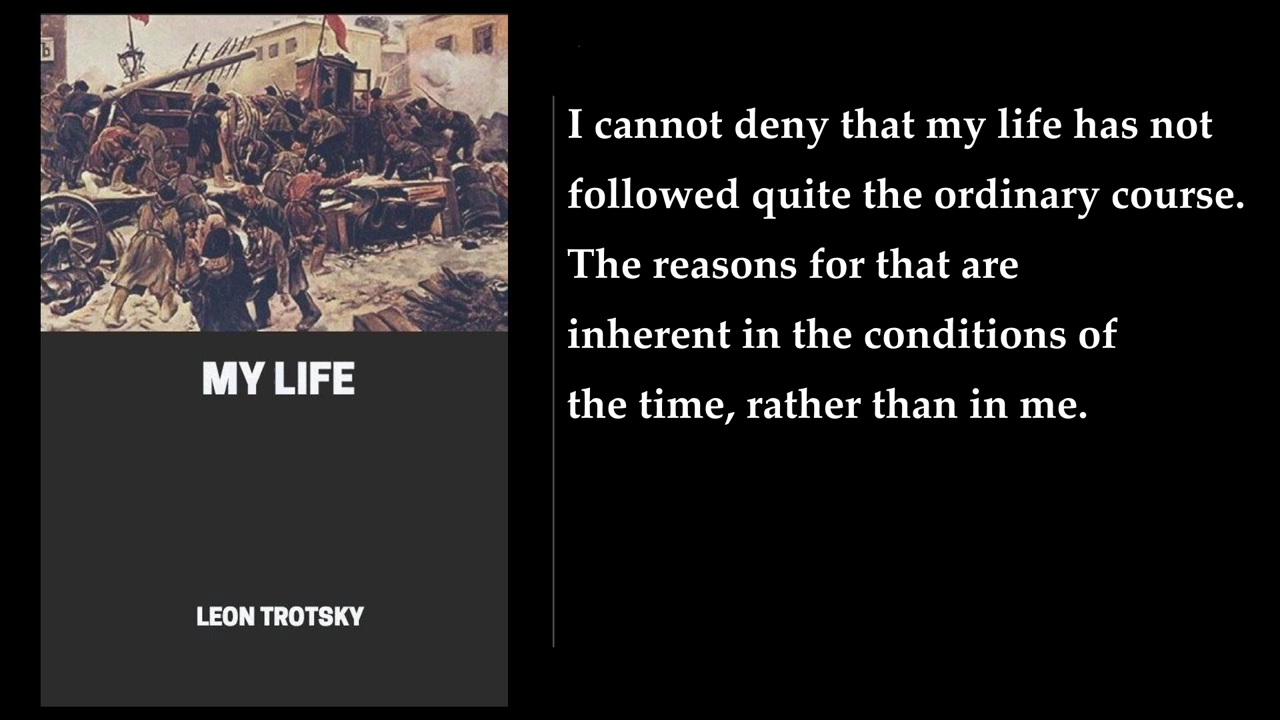 MY LIFE
LEON TROTSKY
I cannot deny that my life has not
followed quite the ordinary course.
The reasons for that are
inherent in the conditions of
the time, rather than in me.